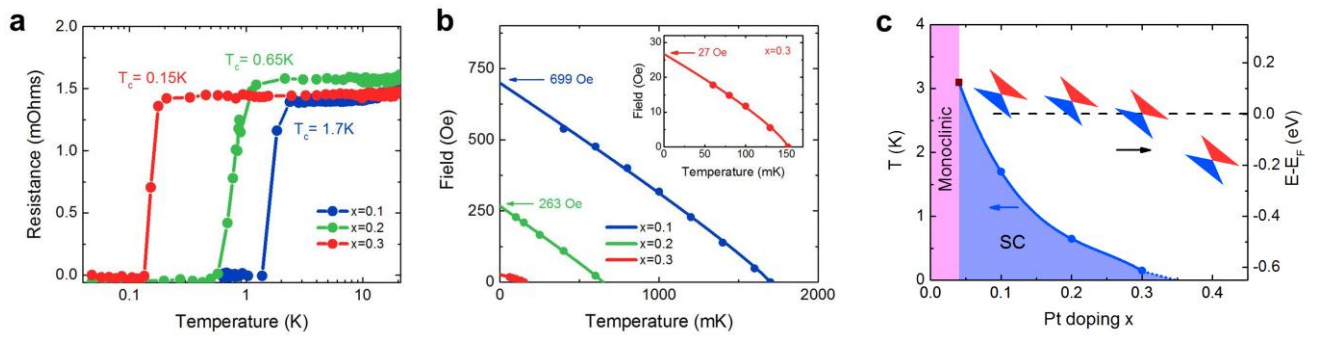 a
2.0
1.5
1.0
0.5
0.0
Resistance (mOhms)
T_c= 0.15K
T_c= 0.65K
T_c= 1.7K
x=0.1
x=0.2
x=0.3
0.1
1
10
Temperature (K)
b
750
500
250
0
Field (Oe)
699 Oe
263 Oe
x=0.1
x=0.2
x=0.3
0
1000
2000
Temperature (mK)
30
20
10
0
Field (Oe)
27 Oe
x=0.3
0
50
100
150
Temperature (mK)
c
4
3
2
1
0
T (K)
Monoclinic
SC
0.2
0.0
-0.2
-0.4
-0.6
E-E_F (eV)
0.0
0.1
0.2
0.3
0.4
Pt doping x